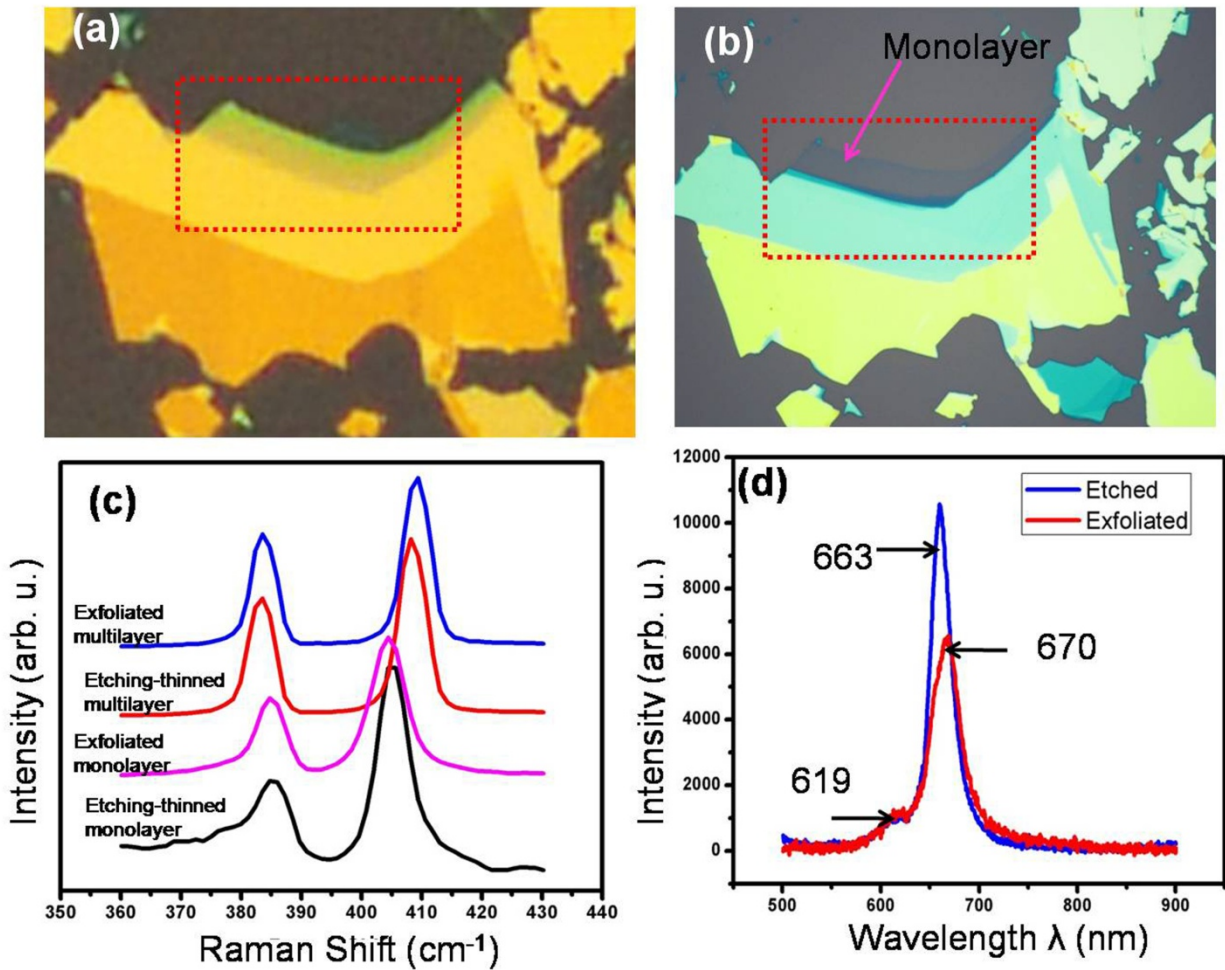 (a)
(b)
Monolayer
(c)
Exfoliated
multilayer
Etching-thinned
multilayer
Exfoliated
monolayer
Etching-thinned
monolayer
Intensity (arb. u.)
350 360 370 380 390 400 410 420 430 440
Raman Shift (cm⁻¹)
(d)
Etched
Exfoliated
663
670
619
12000
10000
8000
6000
4000
2000
0
Intensity (arb. u.)
500 600 700 800 900
Wavelength λ (nm)